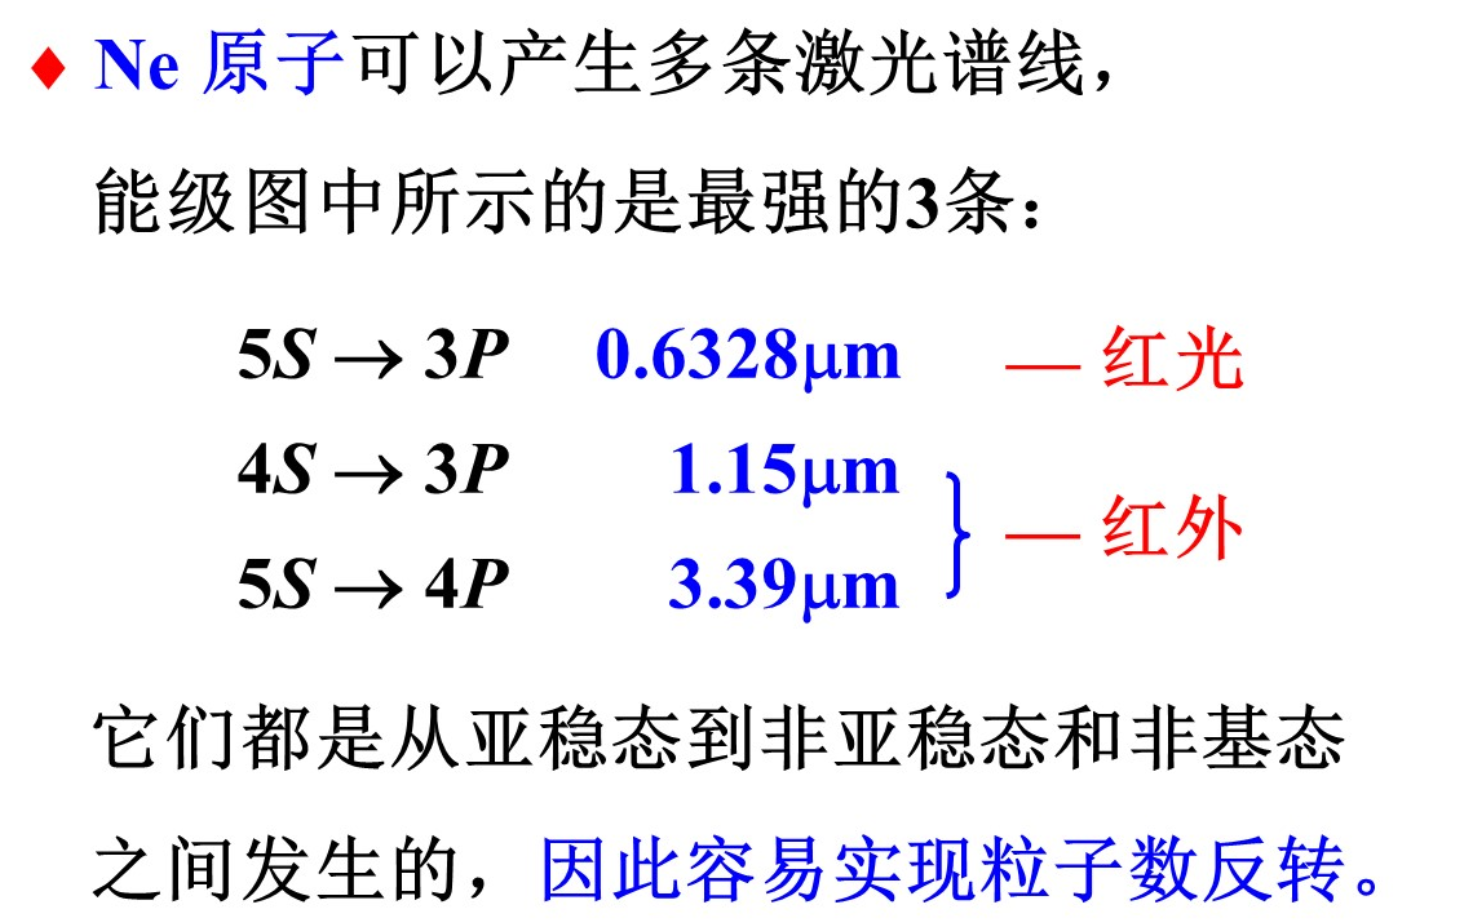 ♦ Ne 原子可以产生多条激光谱线，
能级图中所示的是最强的3条：
5S → 3P 0.6328μm — 红光
4S → 3P 1.15μm
— 红外
5S → 4P 3.39μm
它们都是从亚稳态到非亚稳态和非基态
之间发生的，因此容易实现粒子数反转。